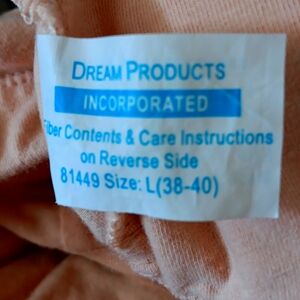 DREAM PRODUCTS
INCORPORATED
Fiber Contents & Care Instructions
on Reverse Side
81449 Size: L(38-40)